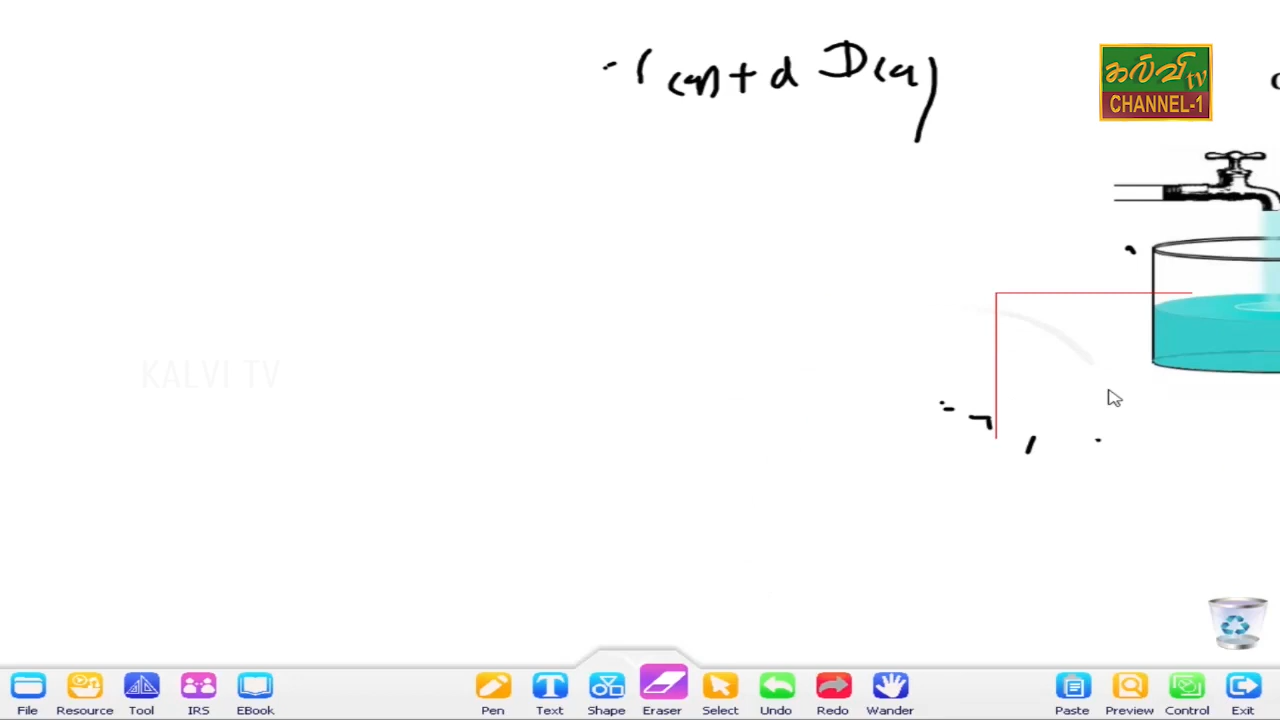 கல்வி tv
CHANNEL-1
KALVI TV
File Resource Tool IRS EBook Pen Text Shape Eraser Select Undo Redo Wander Paste Preview Control Exit